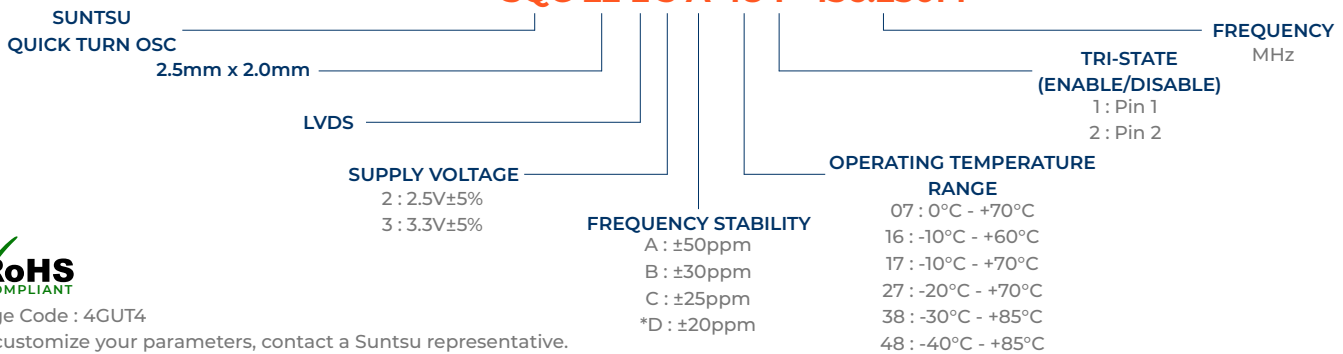 SUNTSU
QUICK TURN OSC
FREQUENCY
MHz
2.5mm x 2.0mm
TRI-STATE
(ENABLE/DISABLE)
1 : Pin 1
2 : Pin 2
LVDS
SUPPLY VOLTAGE
2 : 2.5V±5%
3 : 3.3V±5%
OPERATING TEMPERATURE
RANGE
07 : 0°C - +70°C
16 : -10°C - +60°C
17 : -10°C - +70°C
27 : -20°C - +70°C
38 : -30°C - +85°C
48 : -40°C - +85°C
FREQUENCY STABILITY
A : ±50ppm
B : ±30ppm
C : ±25ppm
*D : ±20ppm
RoHS
COMPLIANT
Code : 4GUT4
customize your parameters, contact a Suntsu representative.